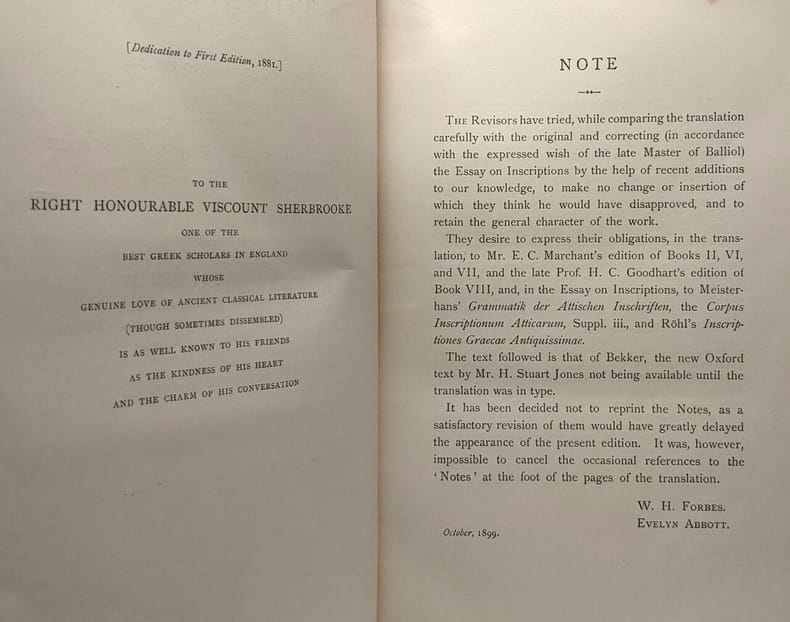 [Dedication to First Edition, 1881.]
TO THE
RIGHT HONOURABLE VISCOUNT SHERBROOKE
ONE OF THE
BEST GREEK SCHOLARS IN ENGLAND
WHOSE
GENUINE LOVE OF ANCIENT CLASSICAL LITERATURE
(THOUGH SOMETIMES DISSEMBLED)
IS AS WELL KNOWN TO HIS FRIENDS
AS THE KINDNESS OF HIS HEART
AND THE CHARM OF HIS CONVERSATION
NOTE
THE Revisors have tried, while comparing the translation
carefully with the original and correcting (in accordance
with the expressed wish of the late Master of Balliol)
the Essay on Inscriptions by the help of recent additions
to our knowledge, to make no change or insertion of
which they think he would have disapproved, and to
retain the general character of the work.
They desire to express their obligations, in the trans-
lation, to Mr. E. C. Marchant's edition of Books II, VI,
and VII, and the late Prof. H. C. Goodhart's edition of
Book VIII, and, in the Essay on Inscriptions, to Meister-
hans' Grammatik der Attischen Inschriften, the Corpus
Inscriptionum Atticarum, Suppl. iii., and Röhl's Inscrip-
tiones Graecae Antiquissimae.
The text followed is that of Bekker, the new Oxford
text by Mr. H. Stuart Jones not being available until the
translation was in type.
It has been decided not to reprint the Notes, as a
satisfactory revision of them would have greatly delayed
the appearance of the present edition. It was, however,
impossible to cancel the occasional references to the
'Notes' at the foot of the pages of the translation.
W. H. FORBES.
EVELYN ABBOTT.
October, 1899.